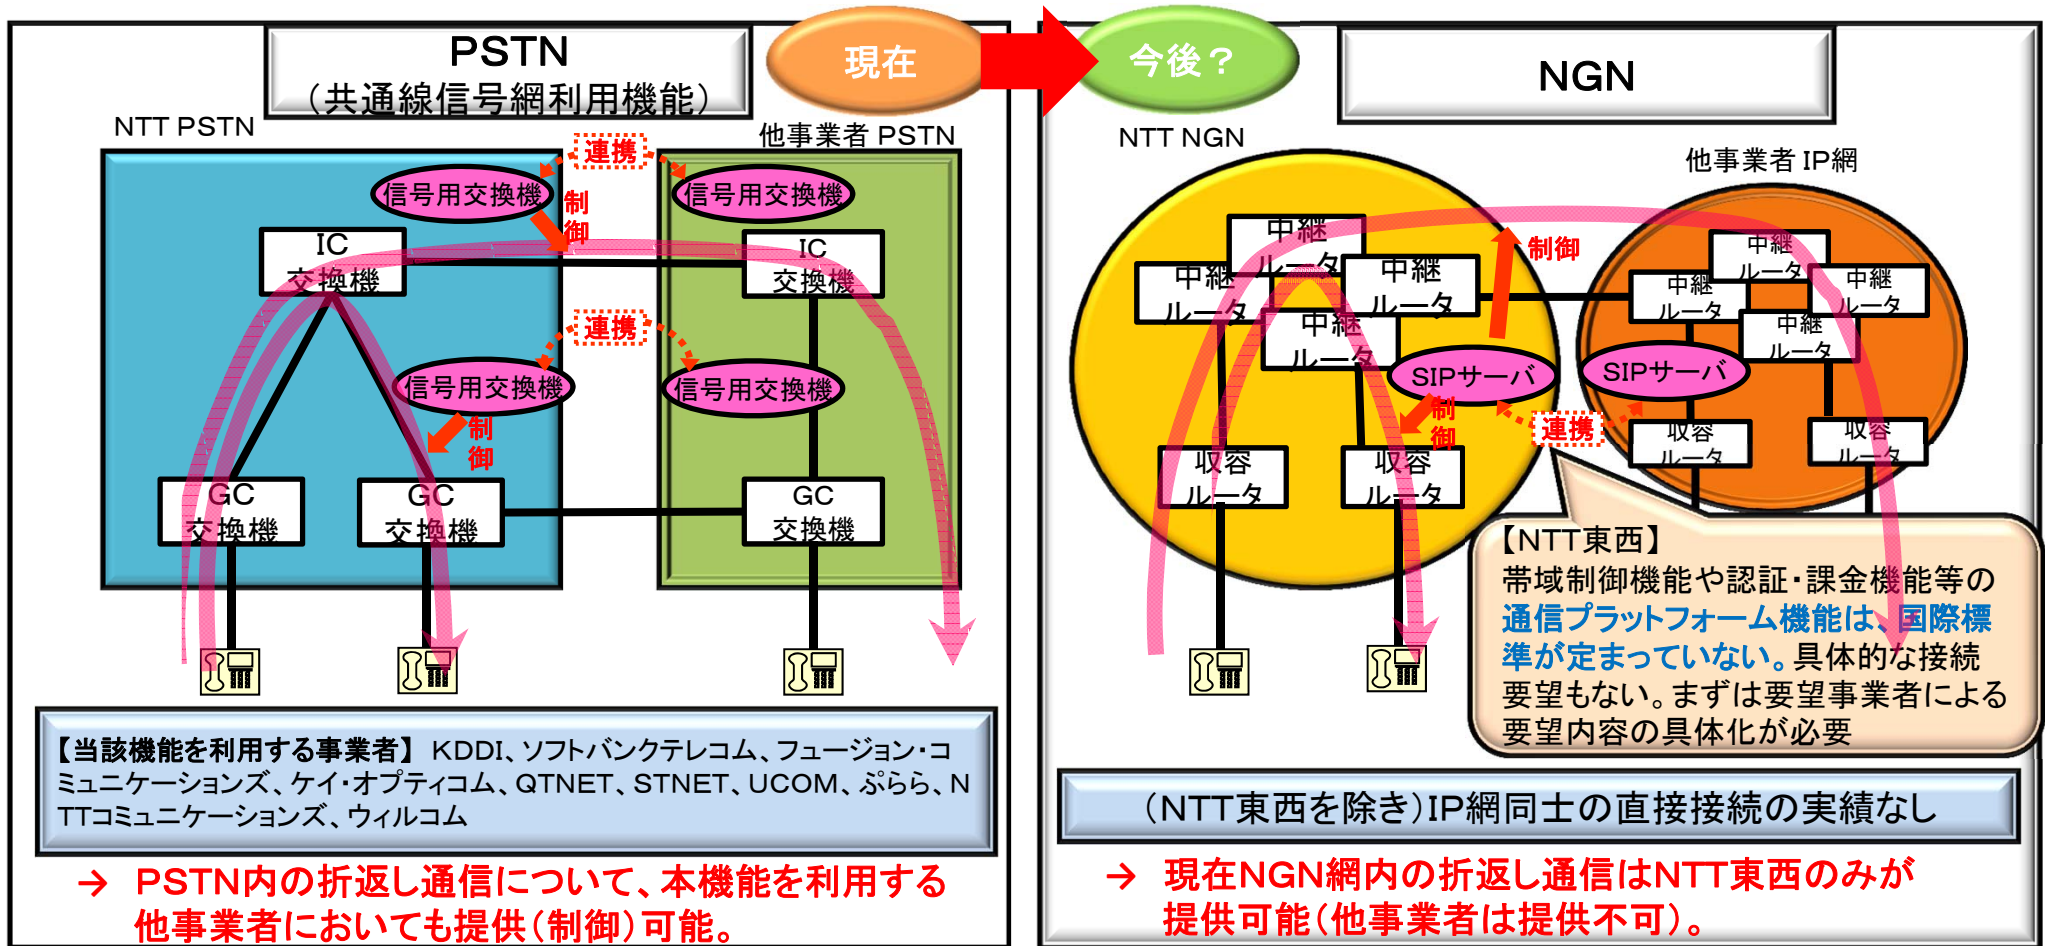 PSTN
(共通線信号網利用機能)
現在
今後?
NGN
NTT PSTN
他事業者 PSTN
連携
信号用交換機
信号用交換機
制
御
IC
交換機
IC
交換機
連携
信号用交換機
信号用交換機
制
御
GC
交換機
GC
交換機
GC
交換機
【当該機能を利用する事業者】 KDDI、ソフトバンクテレコム、フュージョン・コ
ミュニケーションズ、ケイ・オプティコム、QTNET、STNET、UCOM、ぷらら、N
TTコミュニケーションズ、ウィルコム
→ PSTN内の折返し通信について、本機能を利用する
他事業者においても提供(制御)可能。
NTT NGN
他事業者 IP網
中継
ルータ
中継
ルータ
中継
ルータ
中継
ルータ
制御
中継
ルータ
中継
ルータ
中継
ルータ
中継
ルータ
SIPサーバ
SIPサーバ
制
御
連携
収容
ルータ
収容
ルータ
収容
ルータ
収容
ルータ
【NTT東西】
帯域制御機能や認証・課金機能等の
通信プラットフォーム機能は、国際標
準が定まっていない。具体的な接続
要望もない。まずは要望事業者による
要望内容の具体化が必要
(NTT東西を除き)IP網同士の直接接続の実績なし
→ 現在NGN網内の折返し通信はNTT東西のみが
提供可能(他事業者は提供不可)。